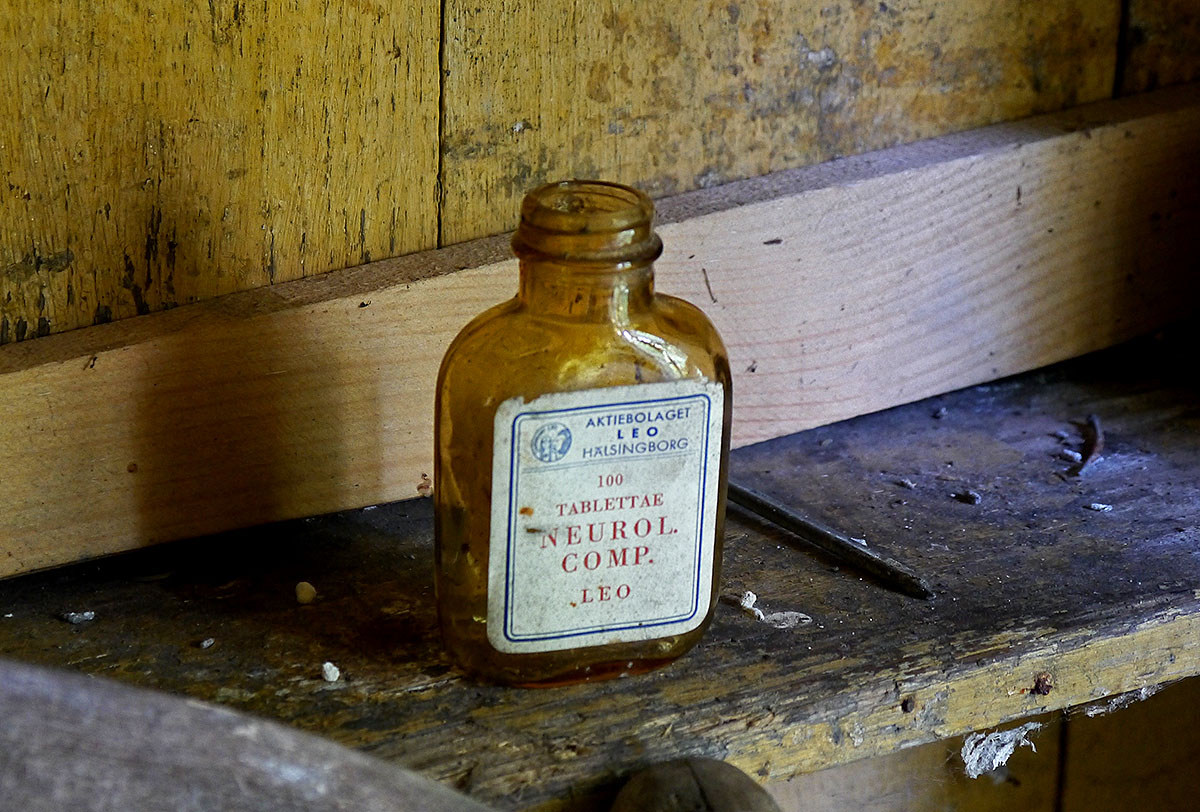 AKTIEBOLAGET
LEO
HÄLSINGBORG
100
TABLETTAE
NEUROL.
COMP.
LEO